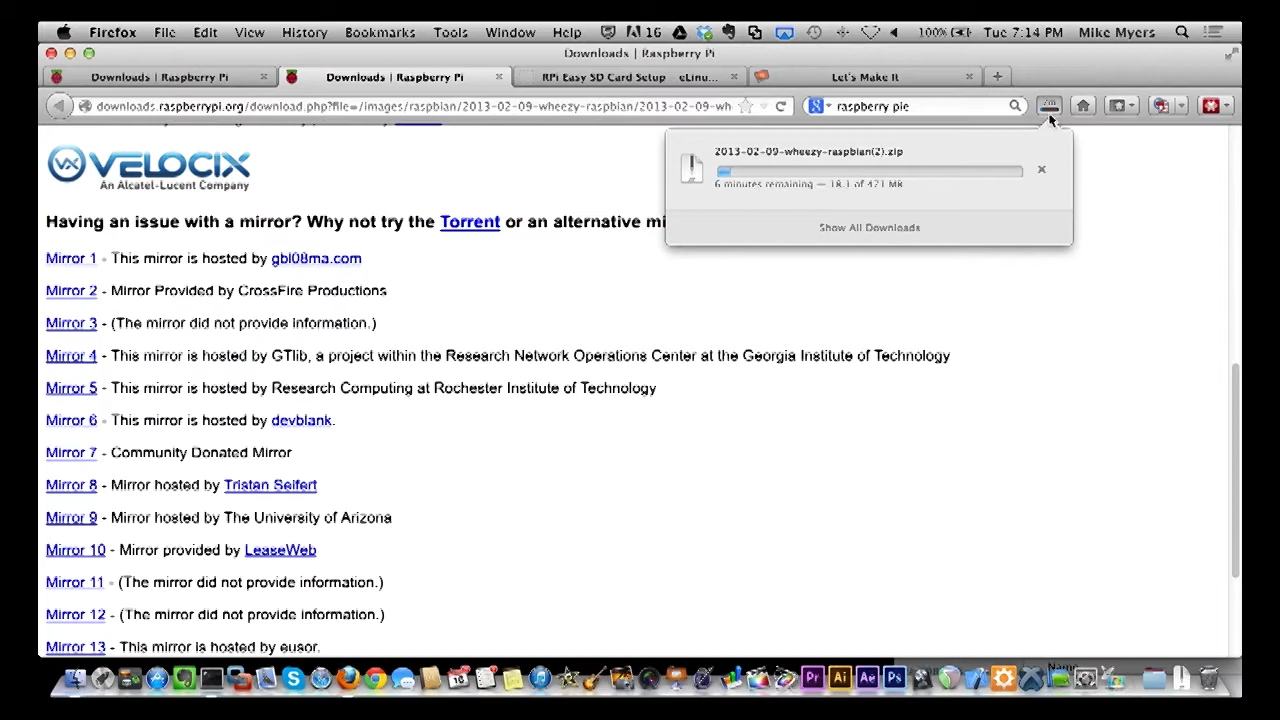 Firefox File Edit View History Bookmarks Tools Window Help 16 100% Tue 7:14 PM Mike Myers
Downloads | Raspberry Pi
Downloads | Raspberry Pi Downloads | Raspberry Pi RPi Easy SD Card Setup eLinu... Let's Make It
downloads.raspberrypi.org/download.php?file=/images/raspbian/2013-02-09-wheezy-raspbian/2013-02-09-wh raspberry pie
2013-02-09-wheezy-raspbian(2).zip
6 minutes remaining — 18.1 of 471 MB
Show All Downloads
VELOCIX
An Alcatel-Lucent Company
Having an issue with a mirror? Why not try the Torrent or an alternative mi
Mirror 1 - This mirror is hosted by gbl08ma.com
Mirror 2 - Mirror Provided by CrossFire Productions
Mirror 3 - (The mirror did not provide information.)
Mirror 4 - This mirror is hosted by GTlib, a project within the Research Network Operations Center at the Georgia Institute of Technology
Mirror 5 - This mirror is hosted by Research Computing at Rochester Institute of Technology
Mirror 6 - This mirror is hosted by devblank.
Mirror 7 - Community Donated Mirror
Mirror 8 - Mirror hosted by Tristan Seifert
Mirror 9 - Mirror hosted by The University of Arizona
Mirror 10 - Mirror provided by LeaseWeb
Mirror 11 - (The mirror did not provide information.)
Mirror 12 - (The mirror did not provide information.)
Mirror 13 - This mirror is hosted by eusor.
Name
Pr Ai Ae Ps